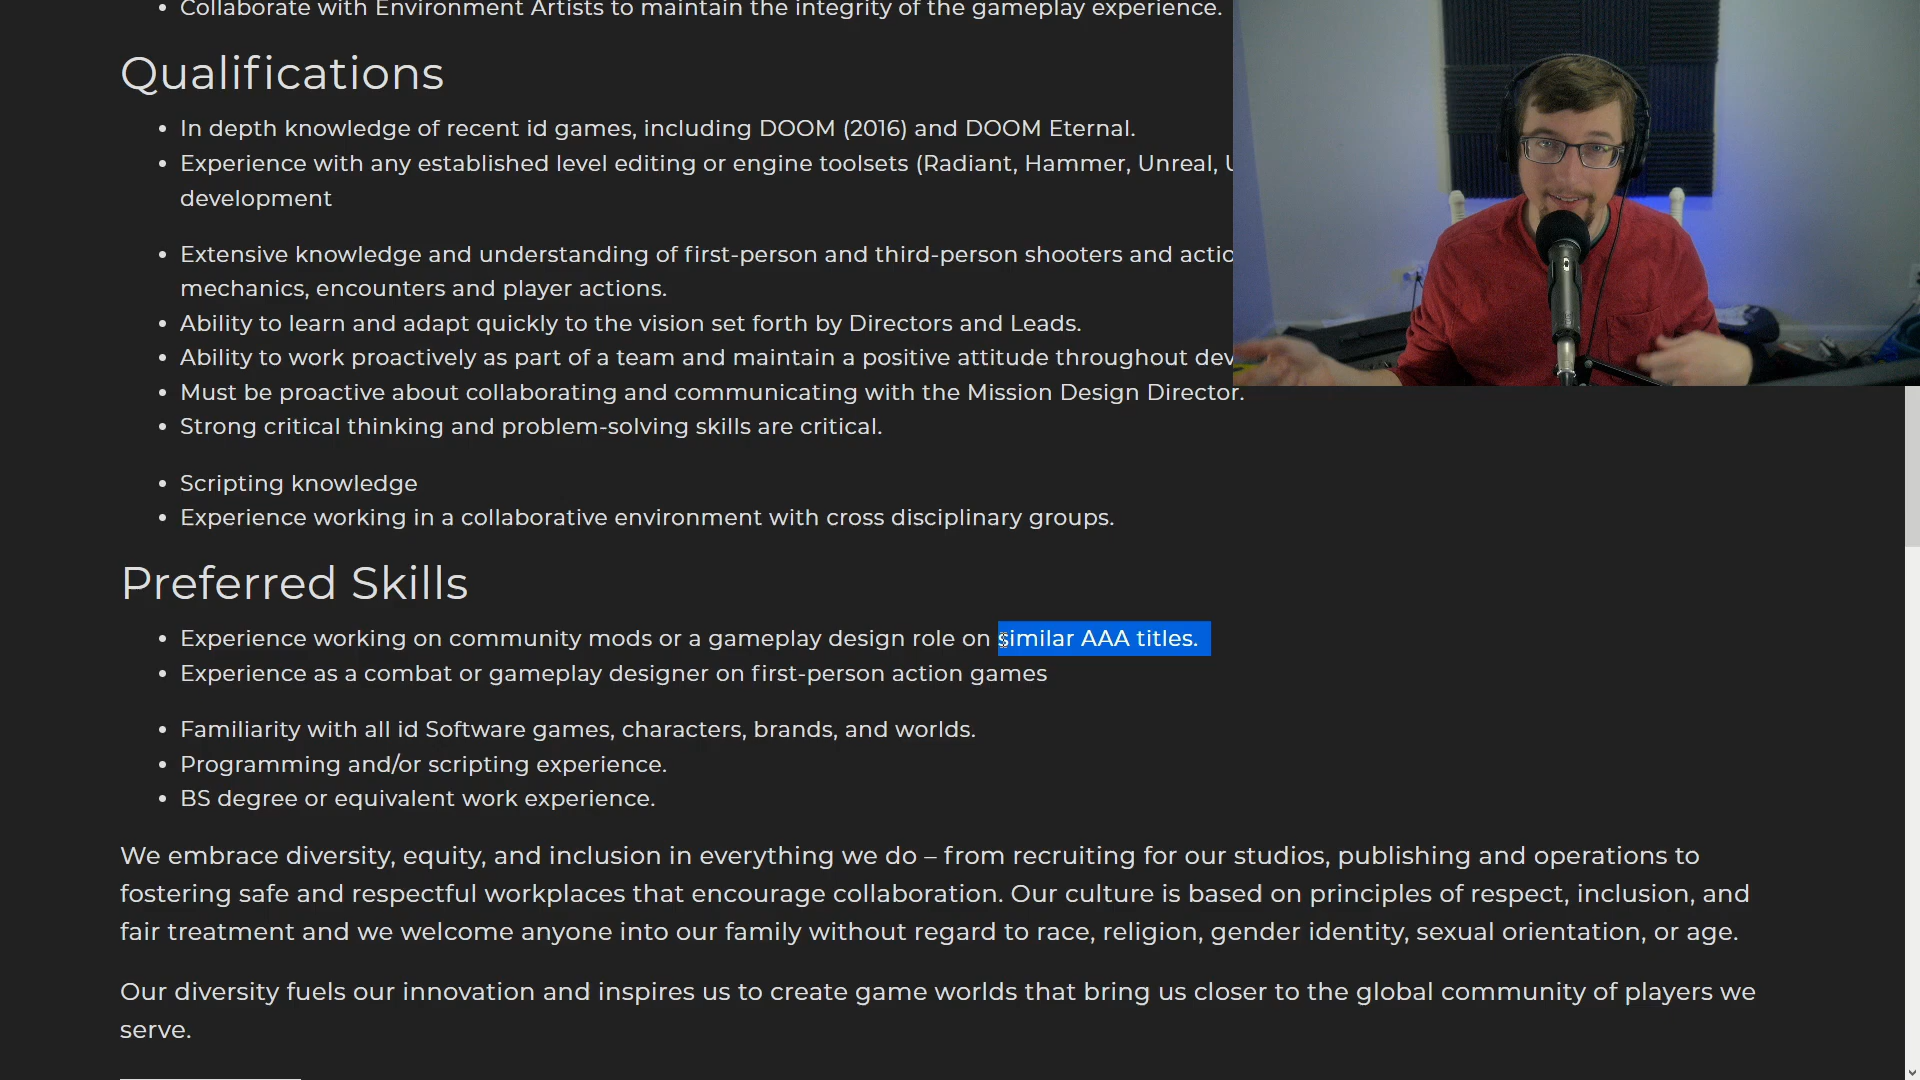 Collaborate with Environment Artists to maintain the integrity of the gameplay experience.
Qualifications
In depth knowledge of recent id games, including DOOM (2016) and DOOM Eternal.
Experience with any established level editing or engine toolsets (Radiant, Hammer, Unreal,
development
Extensive knowledge and understanding of first-person and third-person shooters and
mechanics, encounters and player actions.
Ability to learn and adapt quickly to the vision set forth by Directors and Leads.
Ability to work proactively as part of a team and maintain a positive attitude throughout
Must be proactive about collaborating and communicating with the Mission Design Director.
Strong critical thinking and problem-solving skills are critical.
Scripting knowledge
Experience working in a collaborative environment with cross disciplinary groups.
Preferred Skills
Experience working on community mods or a gameplay design role on similar AAA titles.
Experience as a combat or gameplay designer on first-person action games
Familiarity with all id Software games, characters, brands, and worlds.
Programming and/or scripting experience.
BS degree or equivalent work experience.
We embrace diversity, equity, and inclusion in everything we do – from recruiting for our studios, publishing and operations to
fostering safe and respectful workplaces that encourage collaboration. Our culture is based on principles of respect, inclusion, and
fair treatment and we welcome anyone into our family without regard to race, religion, gender identity, sexual orientation, or age.
Our diversity fuels our innovation and inspires us to create game worlds that bring us closer to the global community of players we
serve.